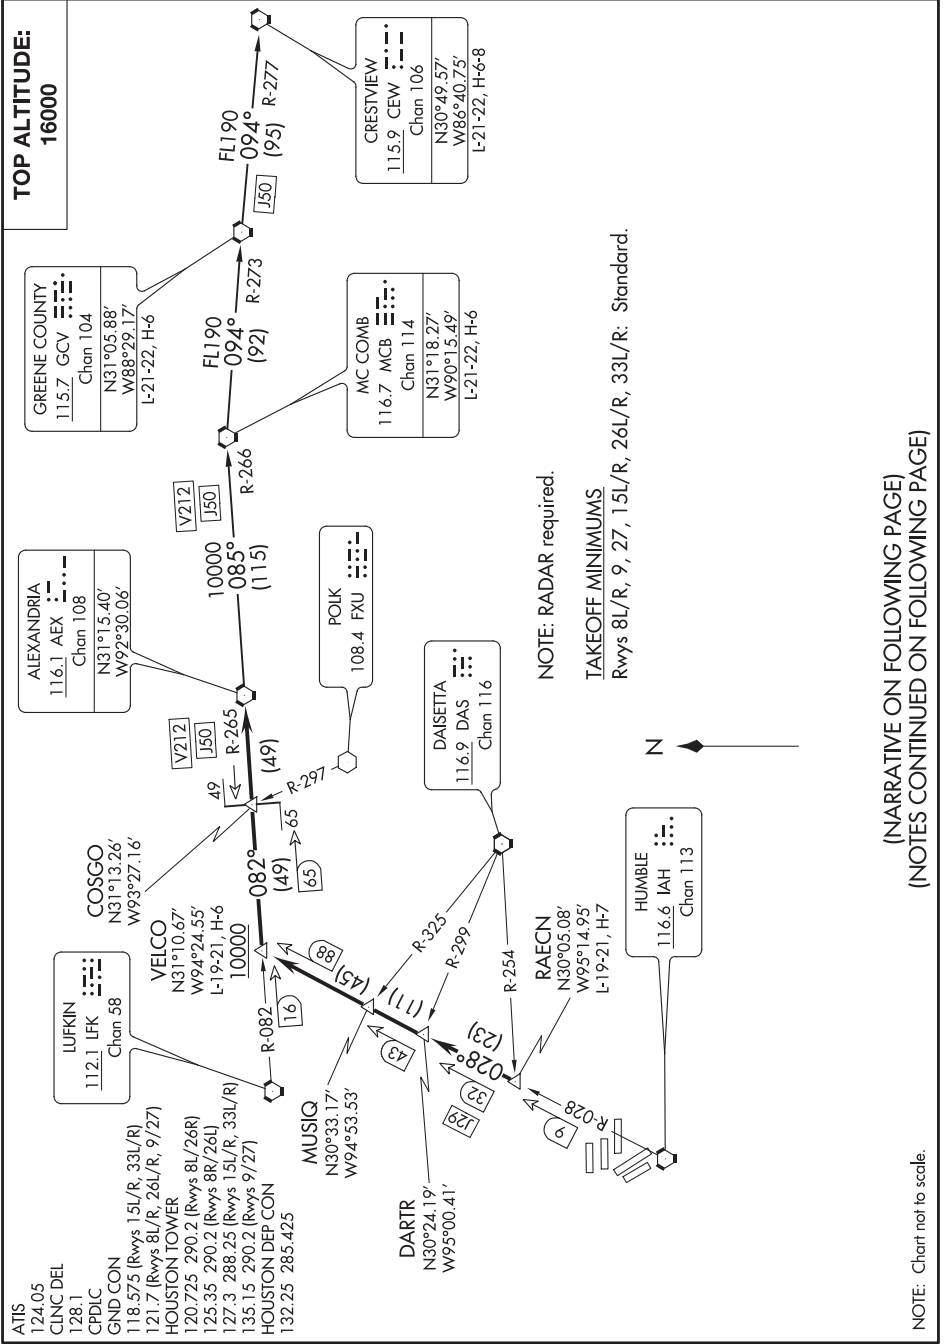 TOP ALTITUDE:
16000
ATIS
124.05
CLNC DEL
128.1
CPDLC
GND CON
118.575 (Rwys 15L/R, 33L/R)
121.7 (Rwys 8L/R, 26L/R, 9/27)
HOUSTON TOWER
120.725 290.2 (Rwys 8L/26R)
125.35 290.2 (Rwys 8R/26L)
127.3 288.25 (Rwys 15L/R, 33L/R)
135.15 290.2 (Rwys 9/27)
HOUSTON DEP CON
132.25 285.425
LUFKIN
112.1 LFK
Chan 58
VELCO
N31°10.67'
W94°24.55'
L-19-21, H-6
10000
COSGO
N31°13.26'
W93°27.16'
ALEXANDRIA
116.1 AEX
Chan 108
N31°15.40'
W92°30.06'
GREENE COUNTY
115.7 GCV
Chan 104
N31°05.88'
W88°29.17'
L-21-22, H-6
CRESTVIEW
115.9 CEW
Chan 106
N30°49.57'
W86°40.75'
L-21-22, H-6-8
MC COMB
116.7 MCB
Chan 114
N31°18.27'
W90°15.49'
L-21-22, H-6
POLK
108.4 FXU
DAISETTA
116.9 DAS
Chan 116
HUMBLE
116.6 IAH
Chan 113
RAECN
N30°05.08'
W95°14.95'
L-19-21, H-7
MUSIQ
N30°33.17'
W94°53.53'
DARTR
N30°24.19'
W95°00.41'
R-028
9
028°
(23)
J29
32
R-254
R-299
R-325
(11)
43
(45)
88
R-082
16
082°
(49)
65
65
49
R-297
(49)
R-265
V212
J50
10000
085°
(115)
V212
J50
R-266
FL190
094°
(92)
R-273
FL190
094°
(95)
J50
R-277
N
NOTE: RADAR required.
TAKEOFF MINIMUMS
Rwys 8L/R, 9, 27, 15L/R, 26L/R, 33L/R: Standard.
(NARRATIVE ON FOLLOWING PAGE)
(NOTES CONTINUED ON FOLLOWING PAGE)
NOTE: Chart not to scale.